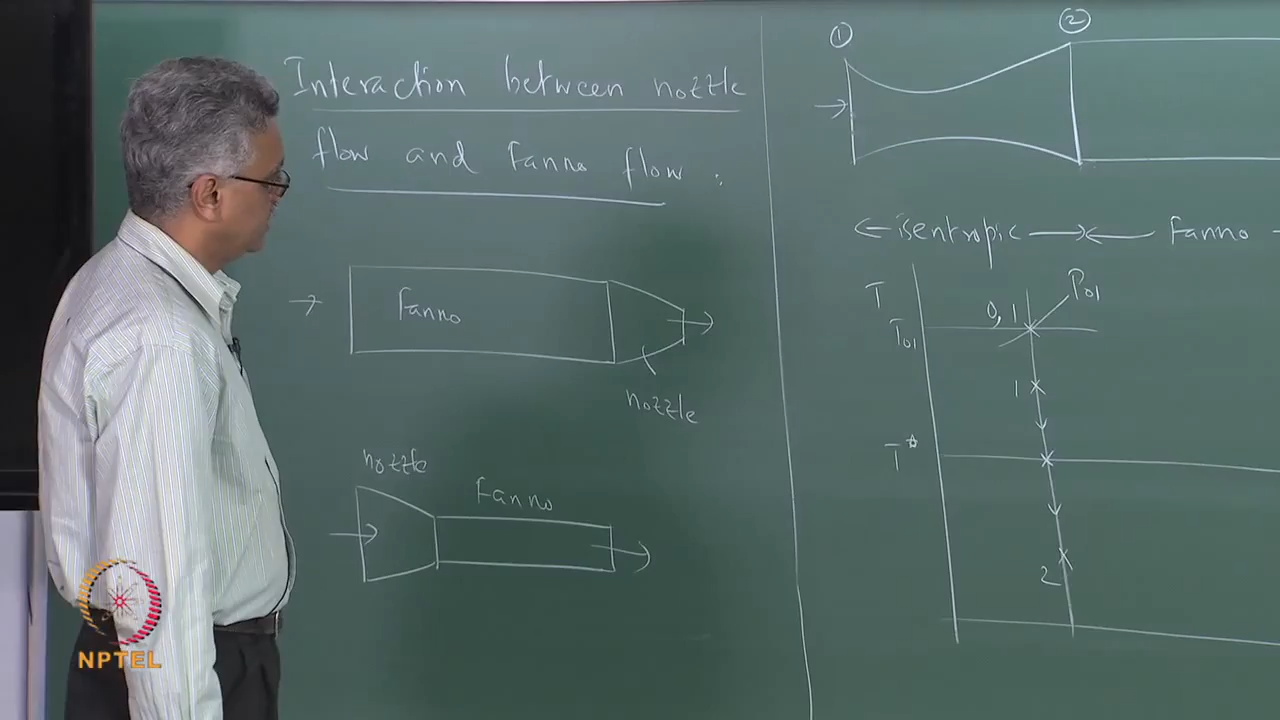 Interaction between nozzle
flow and Fanno flow.
→ Fanno
nozzle
nozzle
Fanno
① ②
← isentropic → ← Fanno
T
T01
0,1
P01
1
T*
2
NPTEL